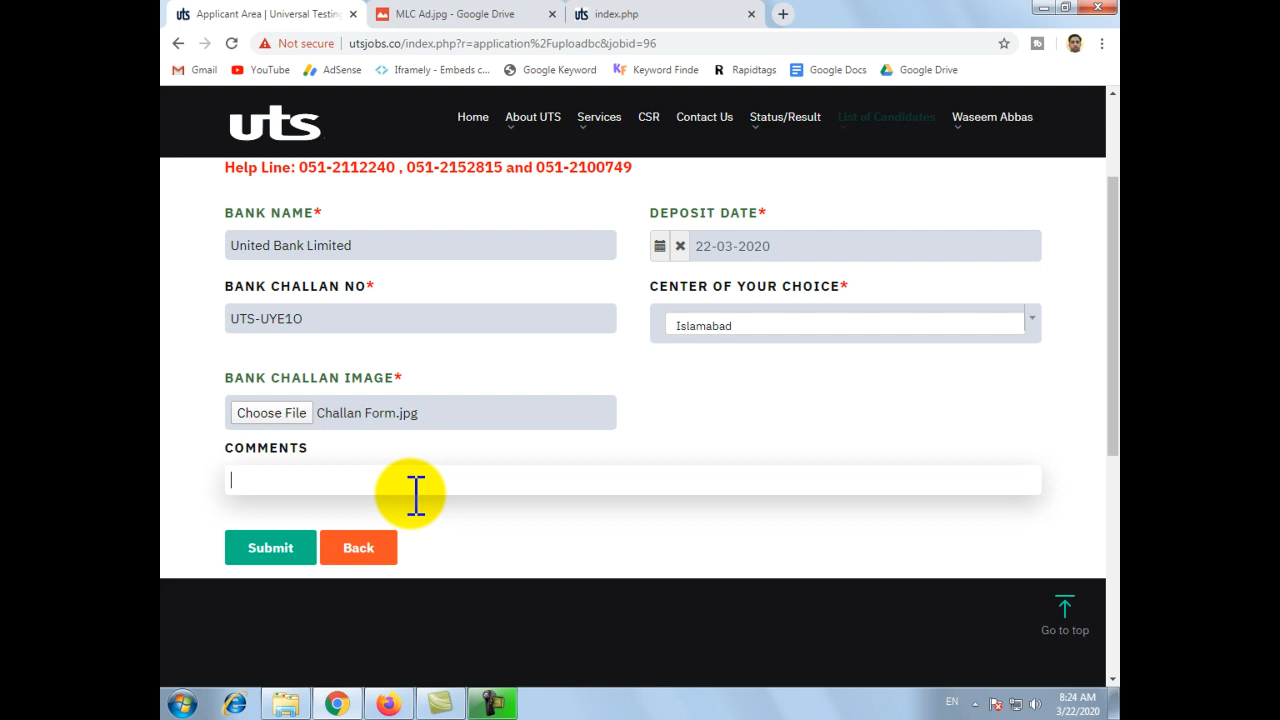 Applicant Area | Universal Testin
MLC Ad.jpg - Google Drive
uts index.php
Not secure | utsjobs.co/index.php?r=application%2Fuploadbc&jobid=96
Gmail YouTube AdSense Iframely - Embeds c... Google Keyword Keyword Finde Rapidtags Google Docs Google Drive
uts
Home About UTS Services CSR Contact Us Status/Result List of Candidates Waseem Abbas
Help Line: 051-2112240 , 051-2152815 and 051-2100749
BANK NAME* DEPOSIT DATE*
United Bank Limited 22-03-2020
BANK CHALLAN NO* CENTER OF YOUR CHOICE*
UTS-UYE1O Islamabad
BANK CHALLAN IMAGE*
Choose File Challan Form.jpg
COMMENTS
Submit Back
Go to top
EN 8:24 AM
3/22/2020